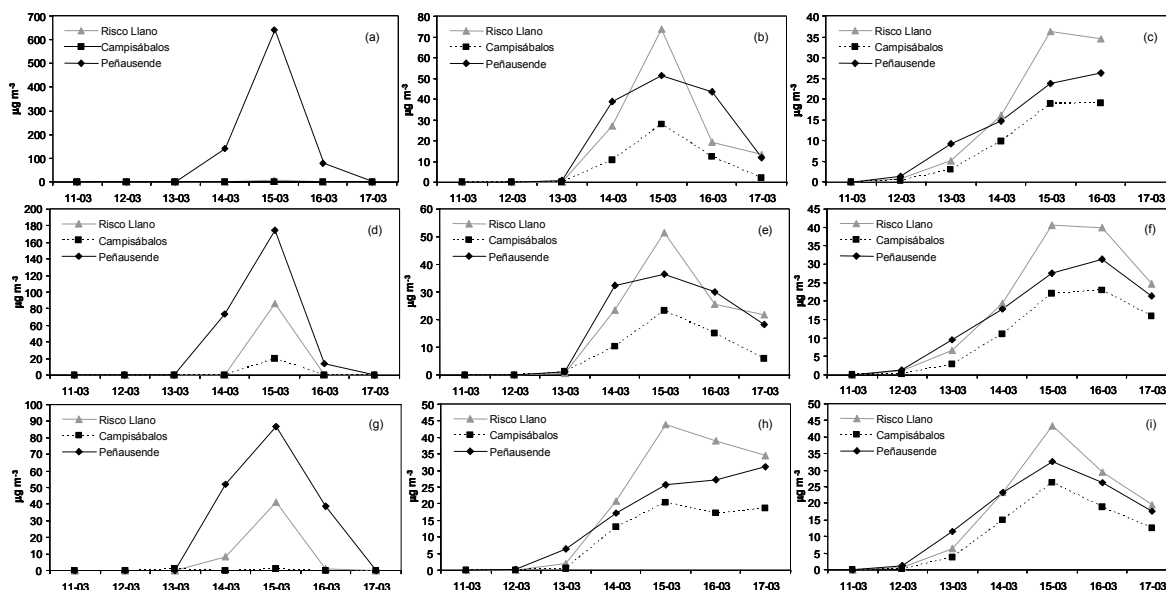 (a)
µg m-3
700
600
500
400
300
200
100
0
Risco Llano
Campisábalos
Peñausende
11-03 12-03 13-03 14-03 15-03 16-03 17-03
(b)
µg m-3
80
70
60
50
40
30
20
10
0
Risco Llano
Campisábalos
Peñausende
11-03 12-03 13-03 14-03 15-03 16-03 17-03
(c)
µg m-3
40
35
30
25
20
15
10
5
0
Risco Llano
Campisábalos
Peñausende
11-03 12-03 13-03 14-03 15-03 16-03 17-03
(d)
µg m-3
200
180
160
140
120
100
80
60
40
20
0
Risco Llano
Campisábalos
Peñausende
11-03 12-03 13-03 14-03 15-03 16-03 17-03
(e)
µg m-3
60
50
40
30
20
10
0
Risco Llano
Campisábalos
Peñausende
11-03 12-03 13-03 14-03 15-03 16-03 17-03
(f)
µg m-3
45
40
35
30
25
20
15
10
5
0
Risco Llano
Campisábalos
Peñausende
11-03 12-03 13-03 14-03 15-03 16-03 17-03
(g)
µg m-3
100
90
80
70
60
50
40
30
20
10
0
Risco Llano
Campisábalos
Peñausende
11-03 12-03 13-03 14-03 15-03 16-03 17-03
(h)
µg m-3
50
45
40
35
30
25
20
15
10
5
0
Risco Llano
Campisábalos
Peñausende
11-03 12-03 13-03 14-03 15-03 16-03 17-03
(i)
µg m-3
50
45
40
35
30
25
20
15
10
5
0
Risco Llano
Campisábalos
Peñausende
11-03 12-03 13-03 14-03 15-03 16-03 17-03